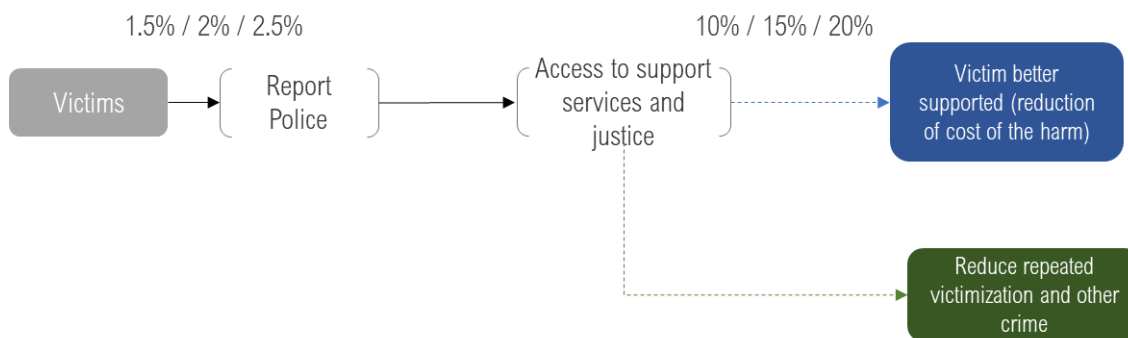 1.5% / 2% / 2.5%
10% / 15% / 20%
Victims
Report
Police
Access to support
services and
justice
Victim better
supported (reduction
of cost of the harm)
Reduce repeated
victimization and other
crime